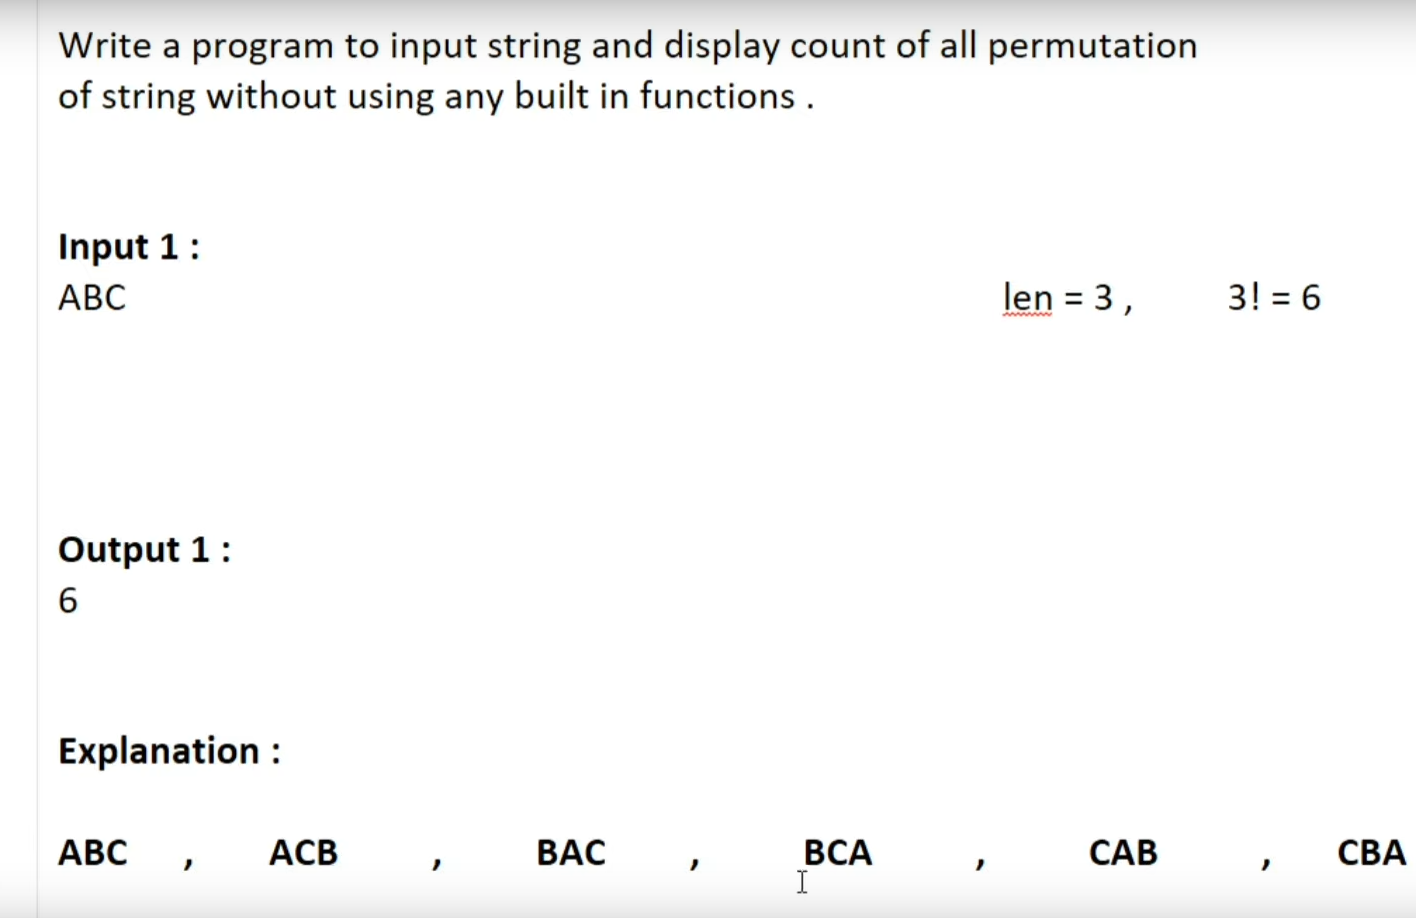 Write a program to input string and display count of all permutation
of string without using any built in functions .
Input 1 :
ABC
len = 3 , 3! = 6
Output 1 :
6
Explanation :
ABC , ACB , BAC , BCA , CAB , CBA